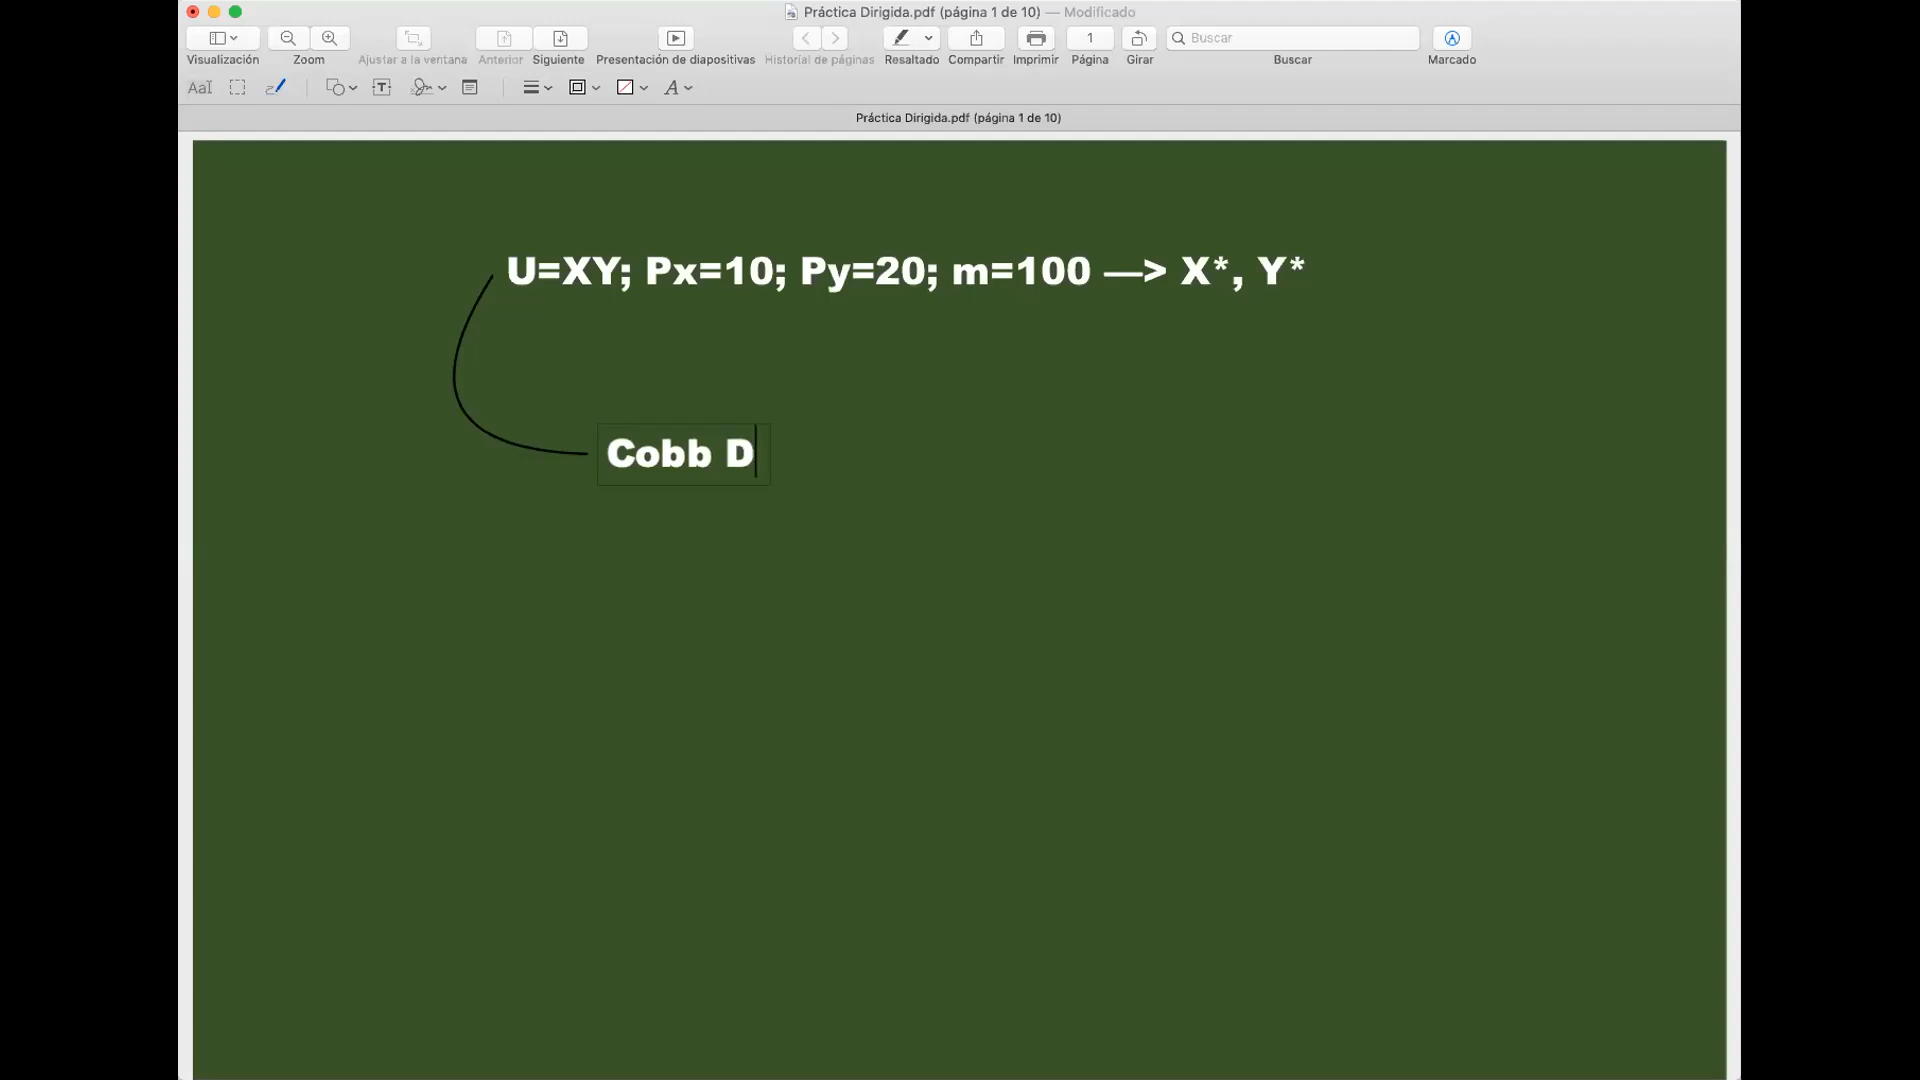 Práctica Dirigida.pdf (página 1 de 10) — Modificado
1
Buscar
Visualización
Zoom
Ajustar a la ventana
Anterior
Siguiente
Presentación de diapositivas
Historial de páginas
Resaltado
Compartir
Imprimir
Página
Girar
Buscar
Marcado
AaI
T
A
Práctica Dirigida.pdf (página 1 de 10)
U=XY; Px=10; Py=20; m=100 —> X*, Y*
Cobb D